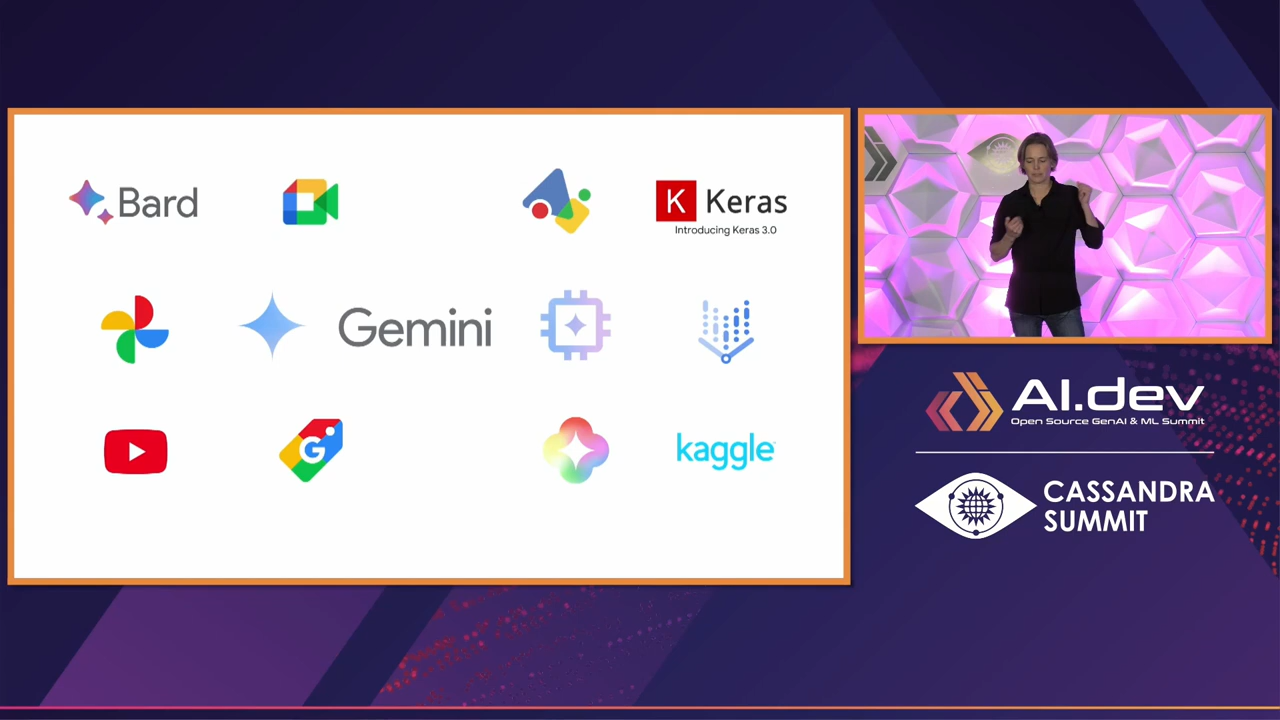 Bard
K Keras
Introducing Keras 3.0
Gemini
G
kaggle
AI.dev
Open Source GenAI & ML Summit
CASSANDRA
SUMMIT